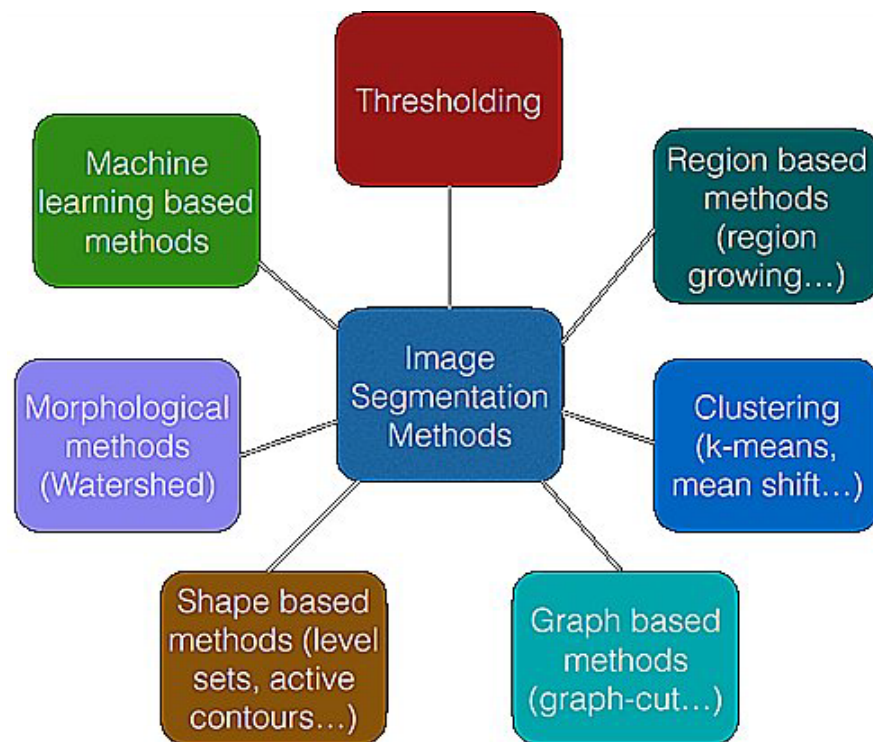 Thresholding
Machine
learning based
methods
Region based
methods
(region
growing…)
Image
Segmentation
Methods
Morphological
methods
(Watershed)
Clustering
(k-means,
mean shift…)
Shape based
methods (level
sets, active
contours…)
Graph based
methods
(graph-cut…)